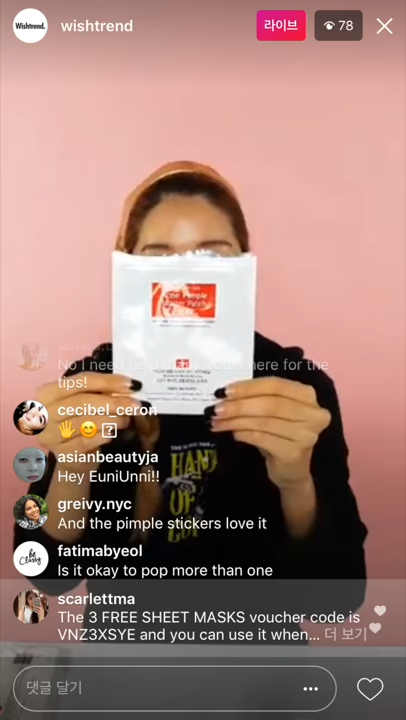 Wishtrend.
wishtrend
라이브
78
No I need
here for the
tips!
cecibel_ceron
asianbeautyja
Hey EuniUnni!!
greivy.nyc
And the pimple stickers love it
be
Classy
fatimabyeol
Is it okay to pop more than one
scarlettma
The 3 FREE SHEET MASKS voucher code is
VNZ3XSYE and you can use it when... 더 보기
댓글 달기